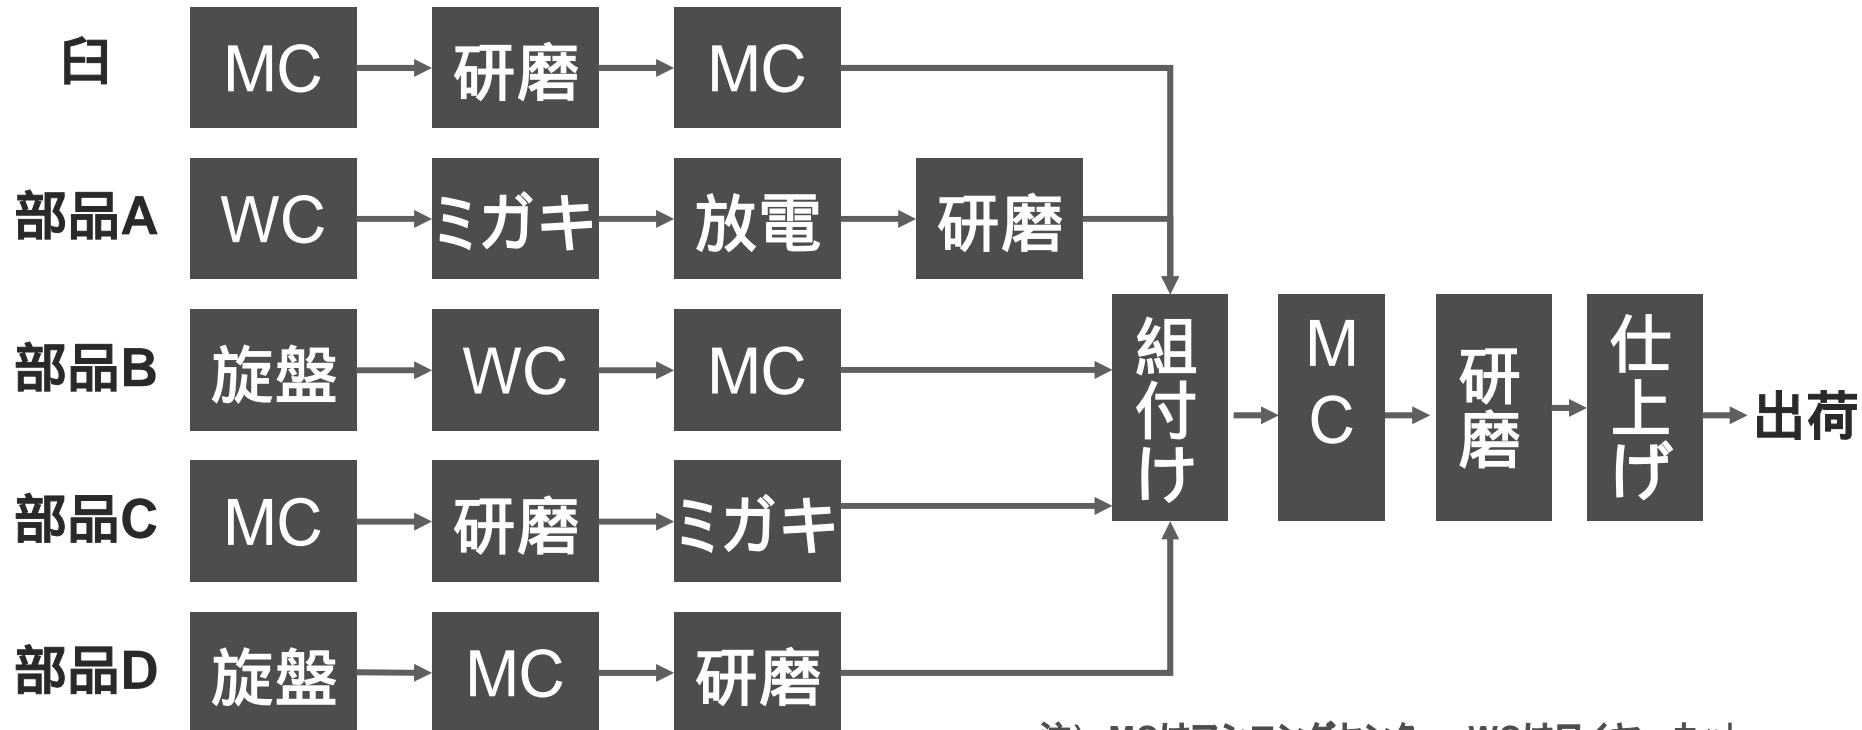 臼 MC 研磨 MC
部品A WC ミガキ 放電 研磨
部品B 旋盤 WC MC
部品C MC 研磨 ミガキ
部品D 旋盤 MC 研磨
組付け
MC
研磨
仕上げ
出荷